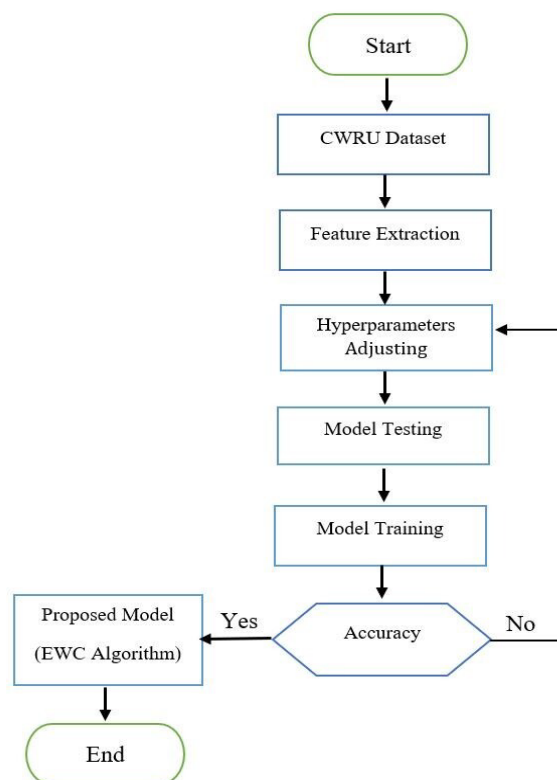 Start
CWRU Dataset
Feature Extraction
Hyperparameters
Adjusting
Model Testing
Model Training
Accuracy
Yes
No
Proposed Model
(EWC Algorithm)
End